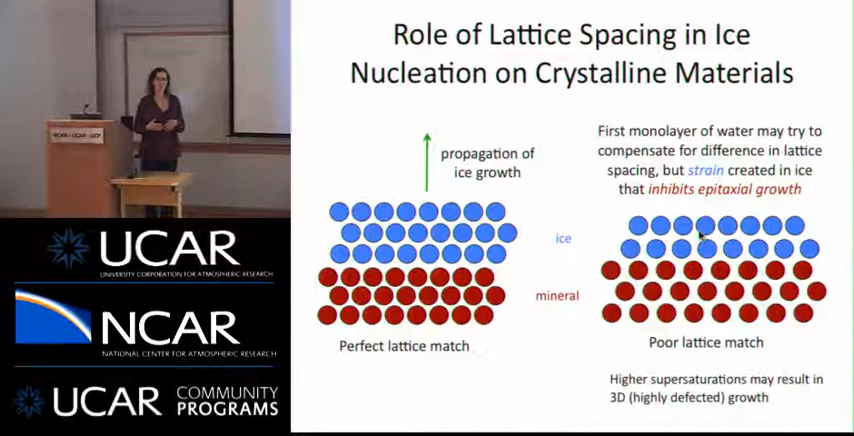 Role of Lattice Spacing in Ice
Nucleation on Crystalline Materials
propagation of
ice growth
First monolayer of water may try to
compensate for difference in lattice
spacing, but strain created in ice
that inhibits epitaxial growth
ice
mineral
Perfect lattice match
Poor lattice match
Higher supersaturations may result in
3D (highly defected) growth
NCAR • UCAR • UCP
UCAR
UNIVERSITY CORPORATION FOR ATMOSPHERIC RESEARCH
NCAR
NATIONAL CENTER FOR ATMOSPHERIC RESEARCH
UCAR
COMMUNITY
PROGRAMS